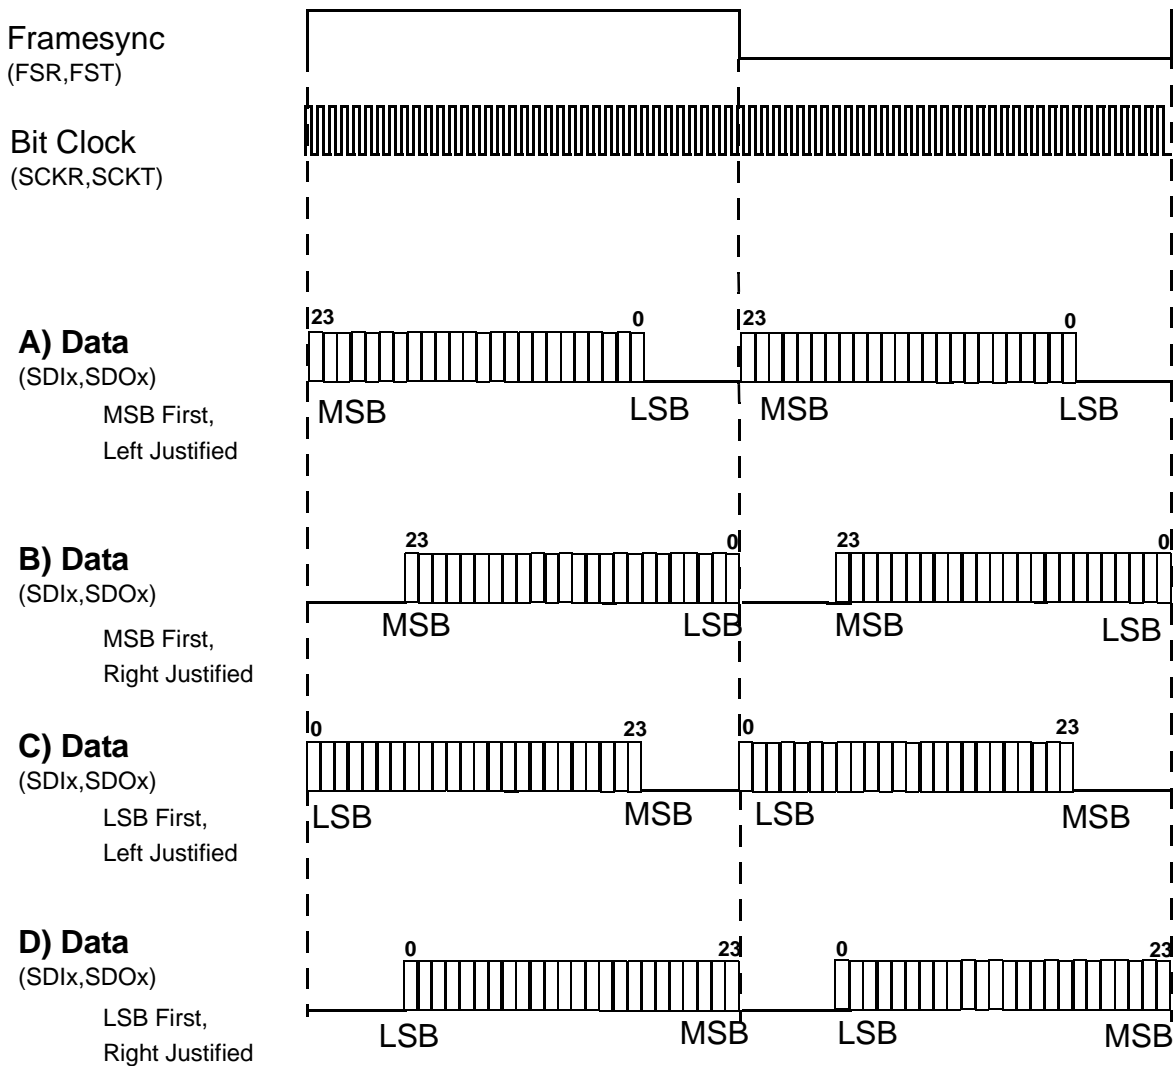 Framesync
(FSR,FST)
Bit Clock
(SCKR,SCKT)
23 0 23 0
A) Data
(SDIx,SDOx)
MSB LSB MSB LSB
MSB First,
Left Justified
23 0 23 0
B) Data
(SDIx,SDOx)
MSB LSB MSB LSB
MSB First,
Right Justified
0 23 0 23
C) Data
(SDIx,SDOx)
LSB MSB LSB MSB
LSB First,
Left Justified
0 23 0 23
D) Data
(SDIx,SDOx)
LSB MSB LSB MSB
LSB First,
Right Justified